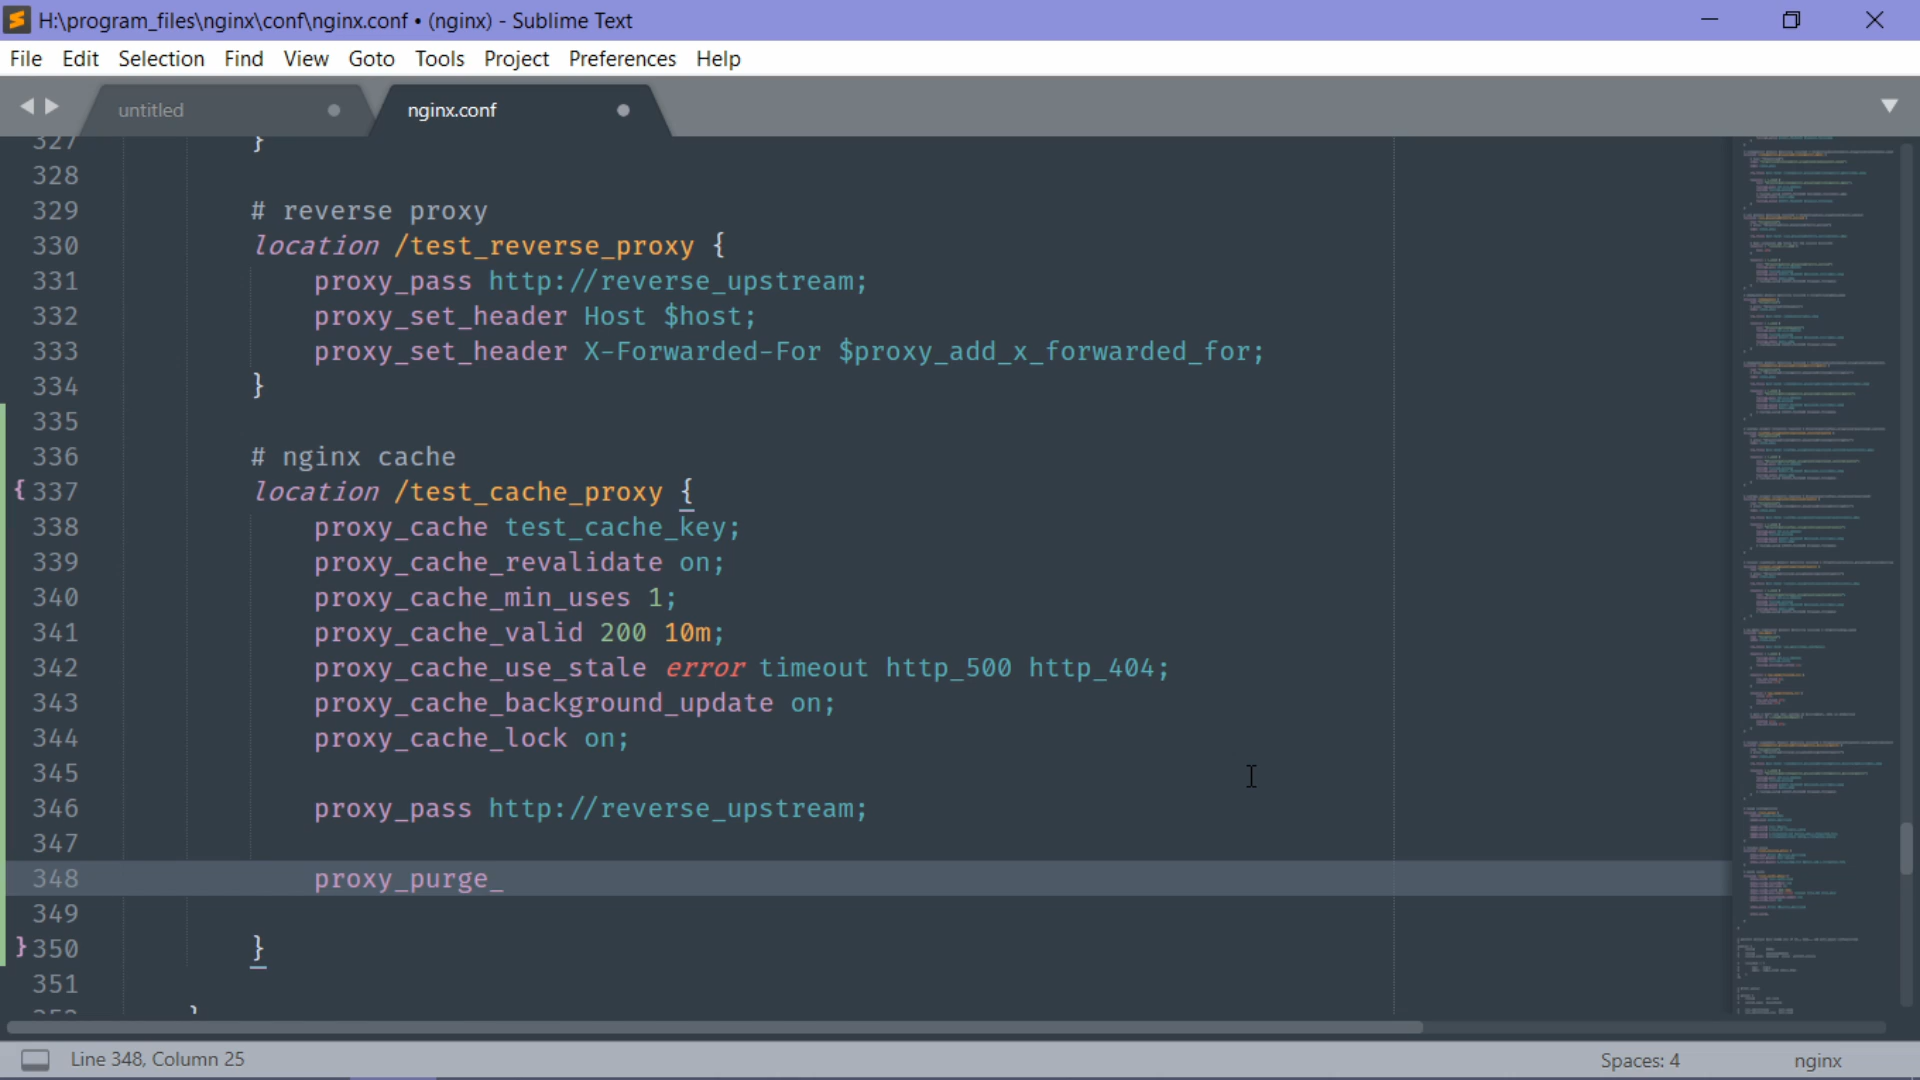 H:\program_files\nginx\conf\nginx.conf • (nginx) - Sublime Text
File Edit Selection Find View Goto Tools Project Preferences Help
untitled nginx.conf
327 }
328
329 # reverse proxy
330 location /test_reverse_proxy {
331 proxy_pass http://reverse_upstream;
332 proxy_set_header Host $host;
333 proxy_set_header X-Forwarded-For $proxy_add_x_forwarded_for;
334 }
335
336 # nginx cache
{ 337 location /test_cache_proxy {
338 proxy_cache test_cache_key;
339 proxy_cache_revalidate on;
340 proxy_cache_min_uses 1;
341 proxy_cache_valid 200 10m;
342 proxy_cache_use_stale error timeout http_500 http_404;
343 proxy_cache_background_update on;
344 proxy_cache_lock on;
345
346 proxy_pass http://reverse_upstream;
347
348 proxy_purge_
349
} 350 }
351
Line 348, Column 25 Spaces: 4 nginx